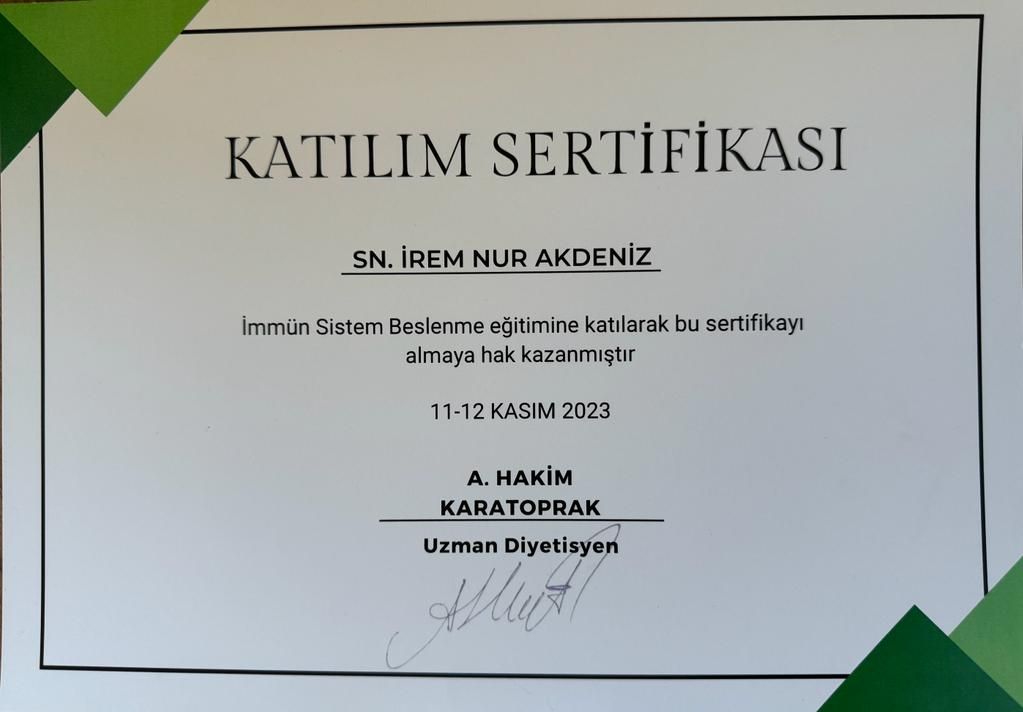 KATILIM SERTİFİKASI
SN. İREM NUR AKDENİZ
İmmün Sistem Beslenme eğitimine katılarak bu sertifikayı
almaya hak kazanmıştır
11-12 KASIM 2023
A. HAKİM
KARATOPRAK
Uzman Diyetisyen